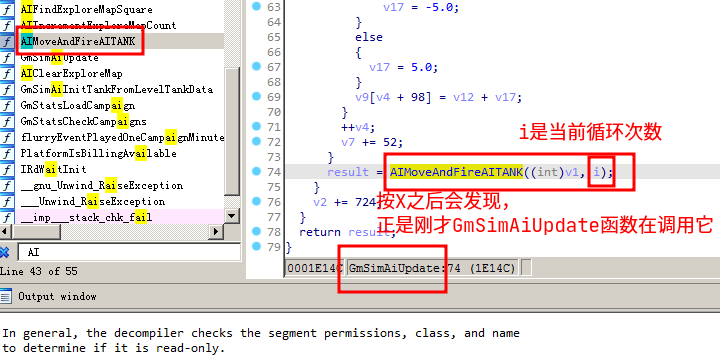 AIFindExploreMapSquare
AIIncrementExploreMapCount
AIMoveAndFireAITANK
GmSimAiUpdate
AIClearExploreMap
GmSimAiInitTankFromLevelTankData
GmStatsLoadCampaign
GmStatsCheckCampaigns
flurryEventPlayedOneCampaignMinute
PlatformIsBillingAvailable
IRdWaitInit
__gnu_Unwind_RaiseException
___Unwind_RaiseException
__imp___stack_chk_fail
AI
Line 43 of 55
63 v17 = -5.0;
64 }
65 else
66 {
67 v17 = 5.0;
68 }
69 v9[v4 + 98] = v12 + v17;
70 }
71 ++v4;
72 v7 += 52;
73 }
i是当前循环次数
74 result = AIMoveAndFireAITANK((int)v1, i);
75 }
76 v2 += 724
77 }
78 return result;
79 }
按X之后会发现，
正是刚才GmSimAiUpdate函数在调用它
0001E14C GmSimAiUpdate:74 (1E14C)
Output window
In general, the decompiler checks the segment permissions, class, and name
to determine if it is read-only.